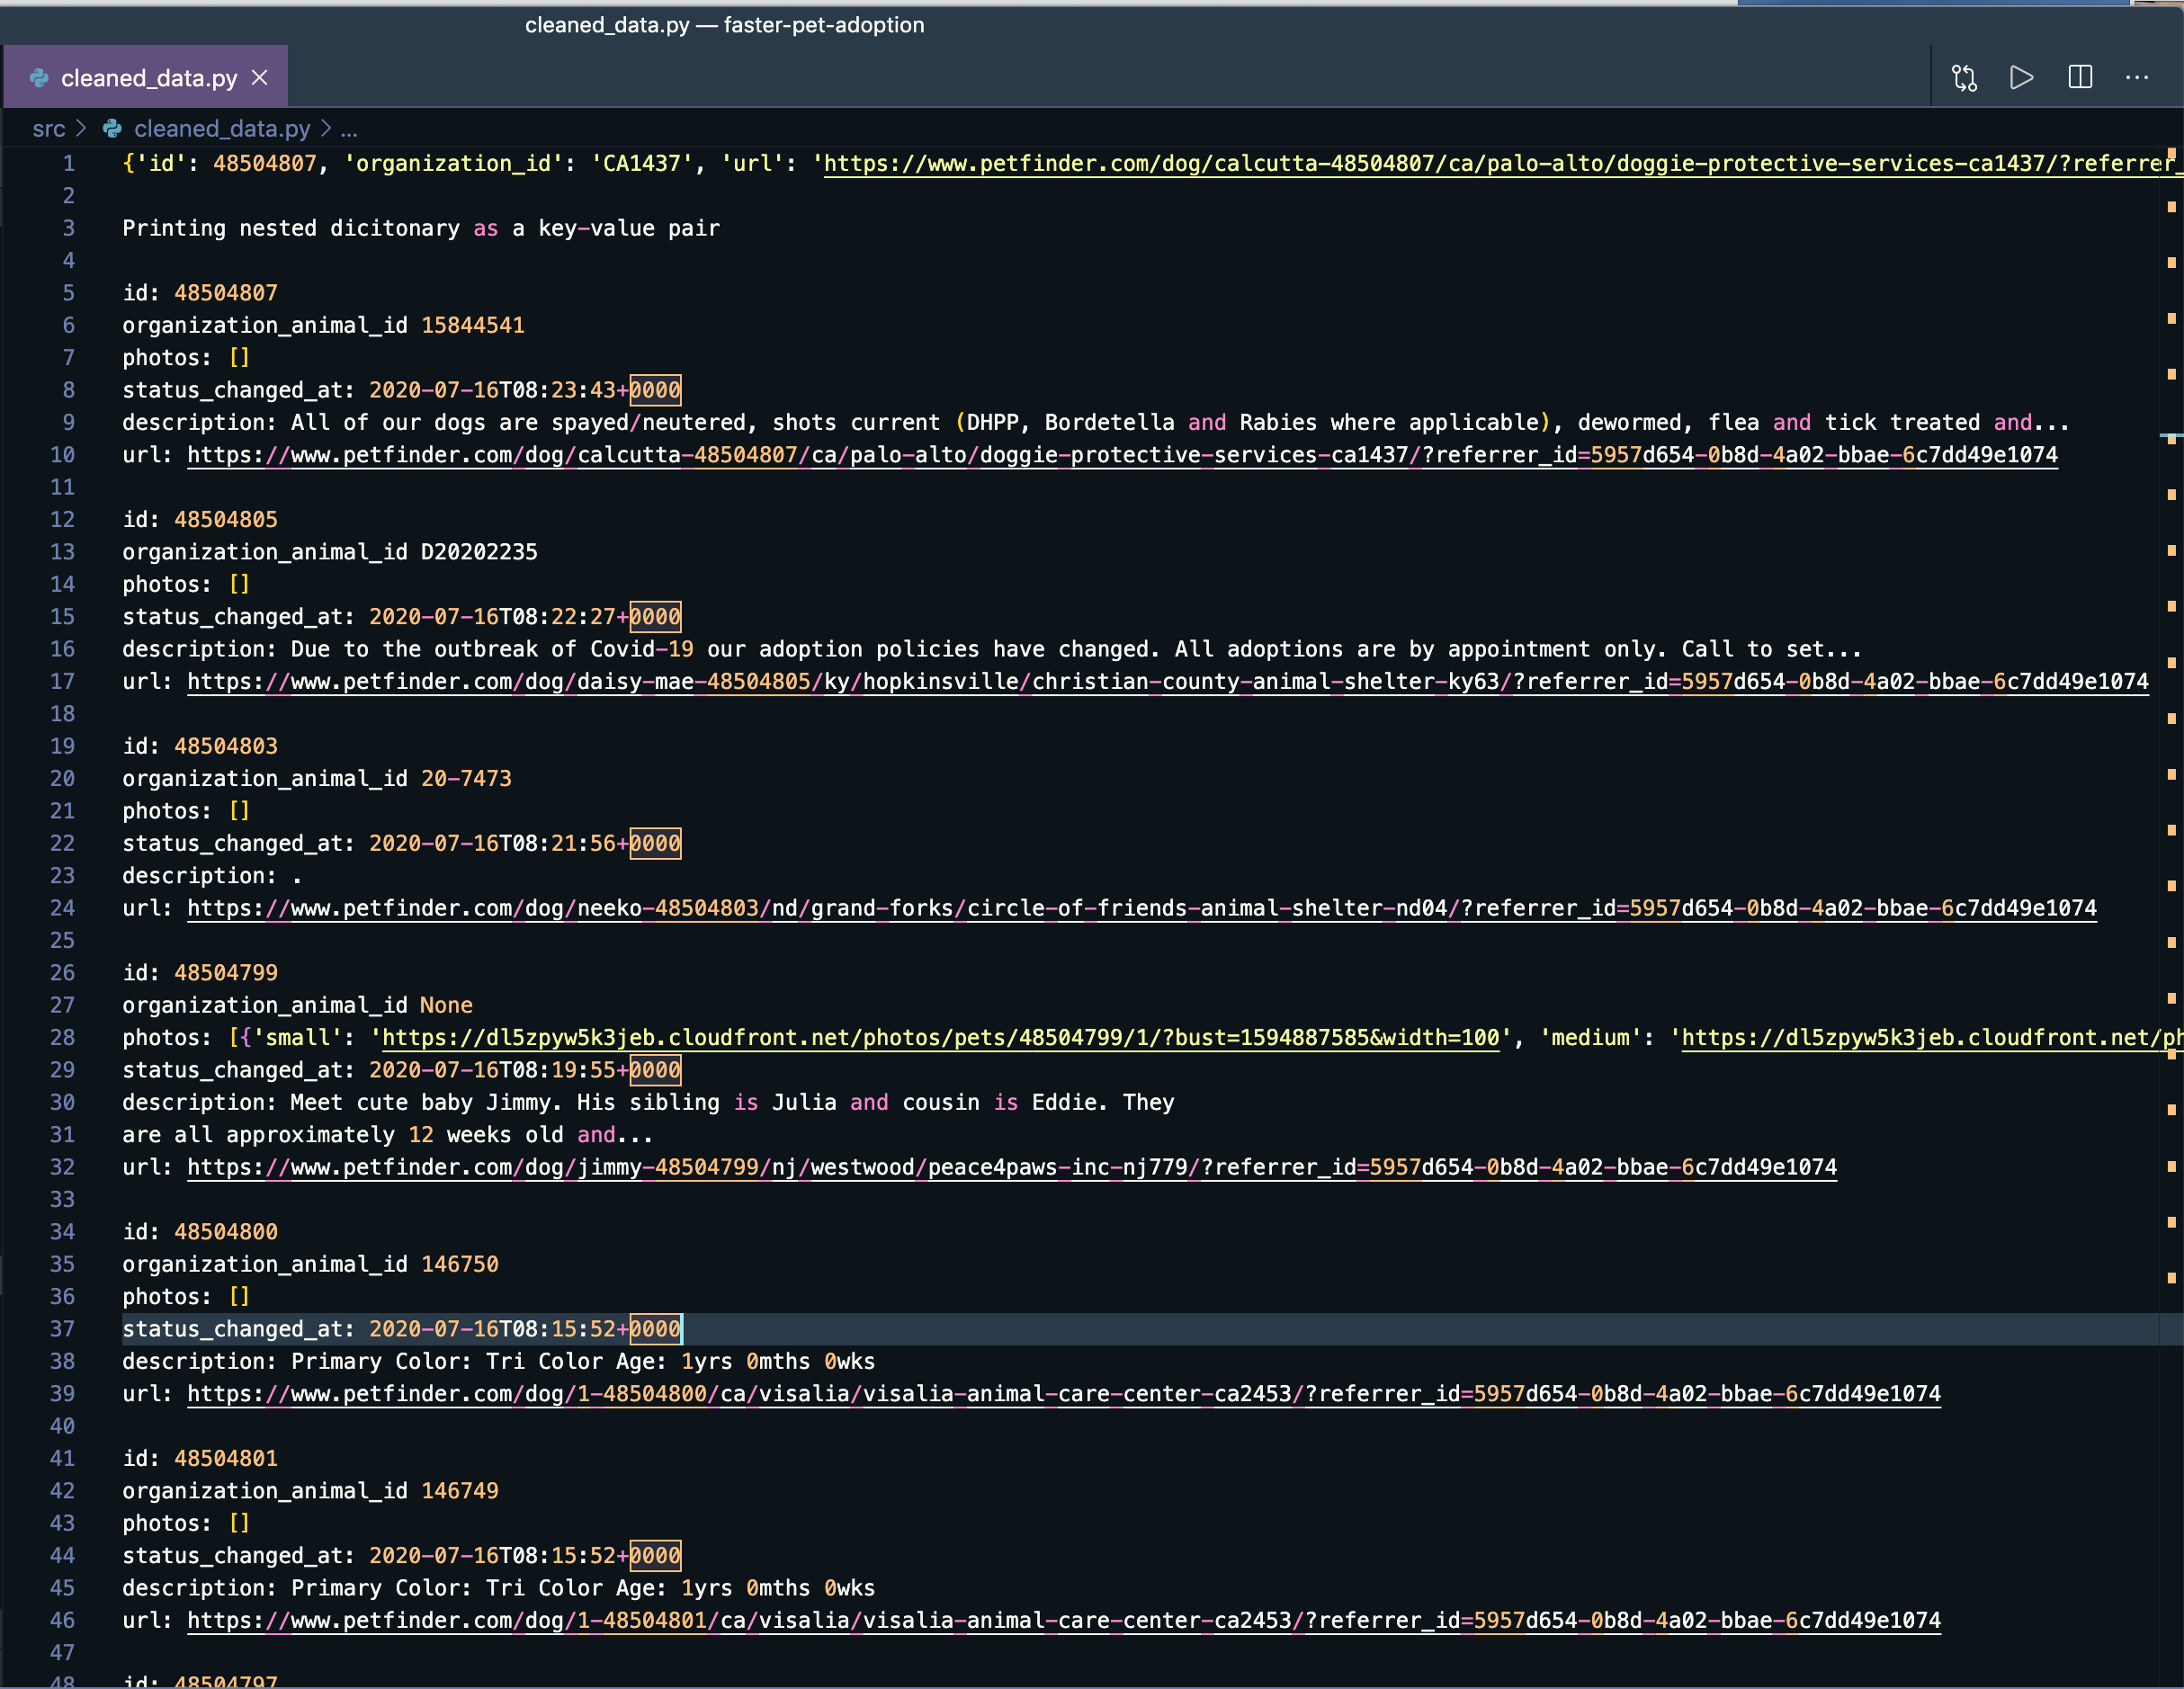 cleaned_data.py — faster-pet-adoption
cleaned_data.py
src > cleaned_data.py > ...
1 {'id': 48504807, 'organization_id': 'CA1437', 'url': 'https://www.petfinder.com/dog/calcutta-48504807/ca/palo-alto/doggie-protective-services-ca1437/?referrer_
2
3 Printing nested dicitonary as a key-value pair
4
5 id: 48504807
6 organization_animal_id 15844541
7 photos: []
8 status_changed_at: 2020-07-16T08:23:43+0000
9 description: All of our dogs are spayed/neutered, shots current (DHPP, Bordetella and Rabies where applicable), dewormed, flea and tick treated and...
10 url: https://www.petfinder.com/dog/calcutta-48504807/ca/palo-alto/doggie-protective-services-ca1437/?referrer_id=5957d654-0b8d-4a02-bbae-6c7dd49e1074
11
12 id: 48504805
13 organization_animal_id D20202235
14 photos: []
15 status_changed_at: 2020-07-16T08:22:27+0000
16 description: Due to the outbreak of Covid-19 our adoption policies have changed. All adoptions are by appointment only. Call to set...
17 url: https://www.petfinder.com/dog/daisy-mae-48504805/ky/hopkinsville/christian-county-animal-shelter-ky63/?referrer_id=5957d654-0b8d-4a02-bbae-6c7dd49e1074
18
19 id: 48504803
20 organization_animal_id 20-7473
21 photos: []
22 status_changed_at: 2020-07-16T08:21:56+0000
23 description: .
24 url: https://www.petfinder.com/dog/neeko-48504803/nd/grand-forks/circle-of-friends-animal-shelter-nd04/?referrer_id=5957d654-0b8d-4a02-bbae-6c7dd49e1074
25
26 id: 48504799
27 organization_animal_id None
28 photos: [{'small': 'https://dl5zpyw5k3jeb.cloudfront.net/photos/pets/48504799/1/?bust=1594887585&width=100', 'medium': 'https://dl5zpyw5k3jeb.cloudfront.net/ph
29 status_changed_at: 2020-07-16T08:19:55+0000
30 description: Meet cute baby Jimmy. His sibling is Julia and cousin is Eddie. They
31 are all approximately 12 weeks old and...
32 url: https://www.petfinder.com/dog/jimmy-48504799/nj/westwood/peace4paws-inc-nj779/?referrer_id=5957d654-0b8d-4a02-bbae-6c7dd49e1074
33
34 id: 48504800
35 organization_animal_id 146750
36 photos: []
37 status_changed_at: 2020-07-16T08:15:52+0000
38 description: Primary Color: Tri Color Age: 1yrs 0mths 0wks
39 url: https://www.petfinder.com/dog/1-48504800/ca/visalia/visalia-animal-care-center-ca2453/?referrer_id=5957d654-0b8d-4a02-bbae-6c7dd49e1074
40
41 id: 48504801
42 organization_animal_id 146749
43 photos: []
44 status_changed_at: 2020-07-16T08:15:52+0000
45 description: Primary Color: Tri Color Age: 1yrs 0mths 0wks
46 url: https://www.petfinder.com/dog/1-48504801/ca/visalia/visalia-animal-care-center-ca2453/?referrer_id=5957d654-0b8d-4a02-bbae-6c7dd49e1074
47
48 id: 48504797